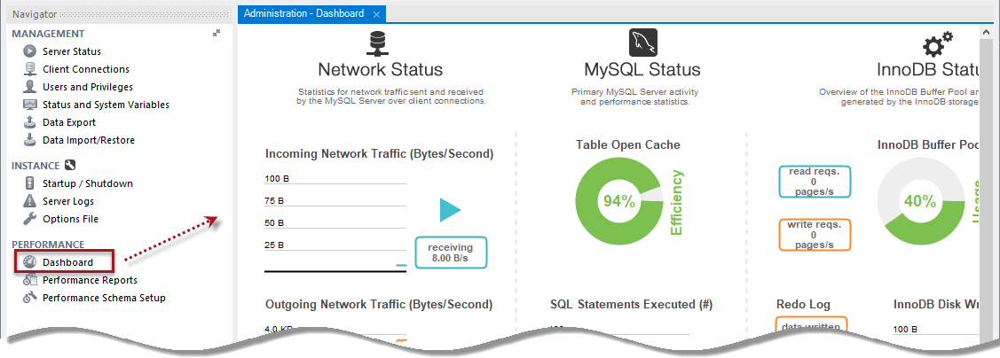 Navigator
MANAGEMENT
Server Status
Client Connections
Users and Privileges
Status and System Variables
Data Export
Data Import/Restore
INSTANCE
Startup / Shutdown
Server Logs
Options File
PERFORMANCE
Dashboard
Performance Reports
Performance Schema Setup
Administration - Dashboard
Network Status
Statistics for network traffic sent and received
by the MySQL Server over client connections.
Incoming Network Traffic (Bytes/Second)
100 B
75 B
50 B
25 B
receiving
8.00 B/s
Outgoing Network Traffic (Bytes/Second)
4.0 KB
MySQL Status
Primary MySQL Server activity
and performance statistics.
Table Open Cache
94%
Efficiency
SQL Statements Executed (#)
InnoDB Statu
Overview of the InnoDB Buffer Pool an
generated by the InnoDB storage
read reqs.
0
pages/s
write reqs.
0
pages/s
InnoDB Buffer Poo
40%
Usage
Redo Log
data written
InnoDB Disk Wr
100 B